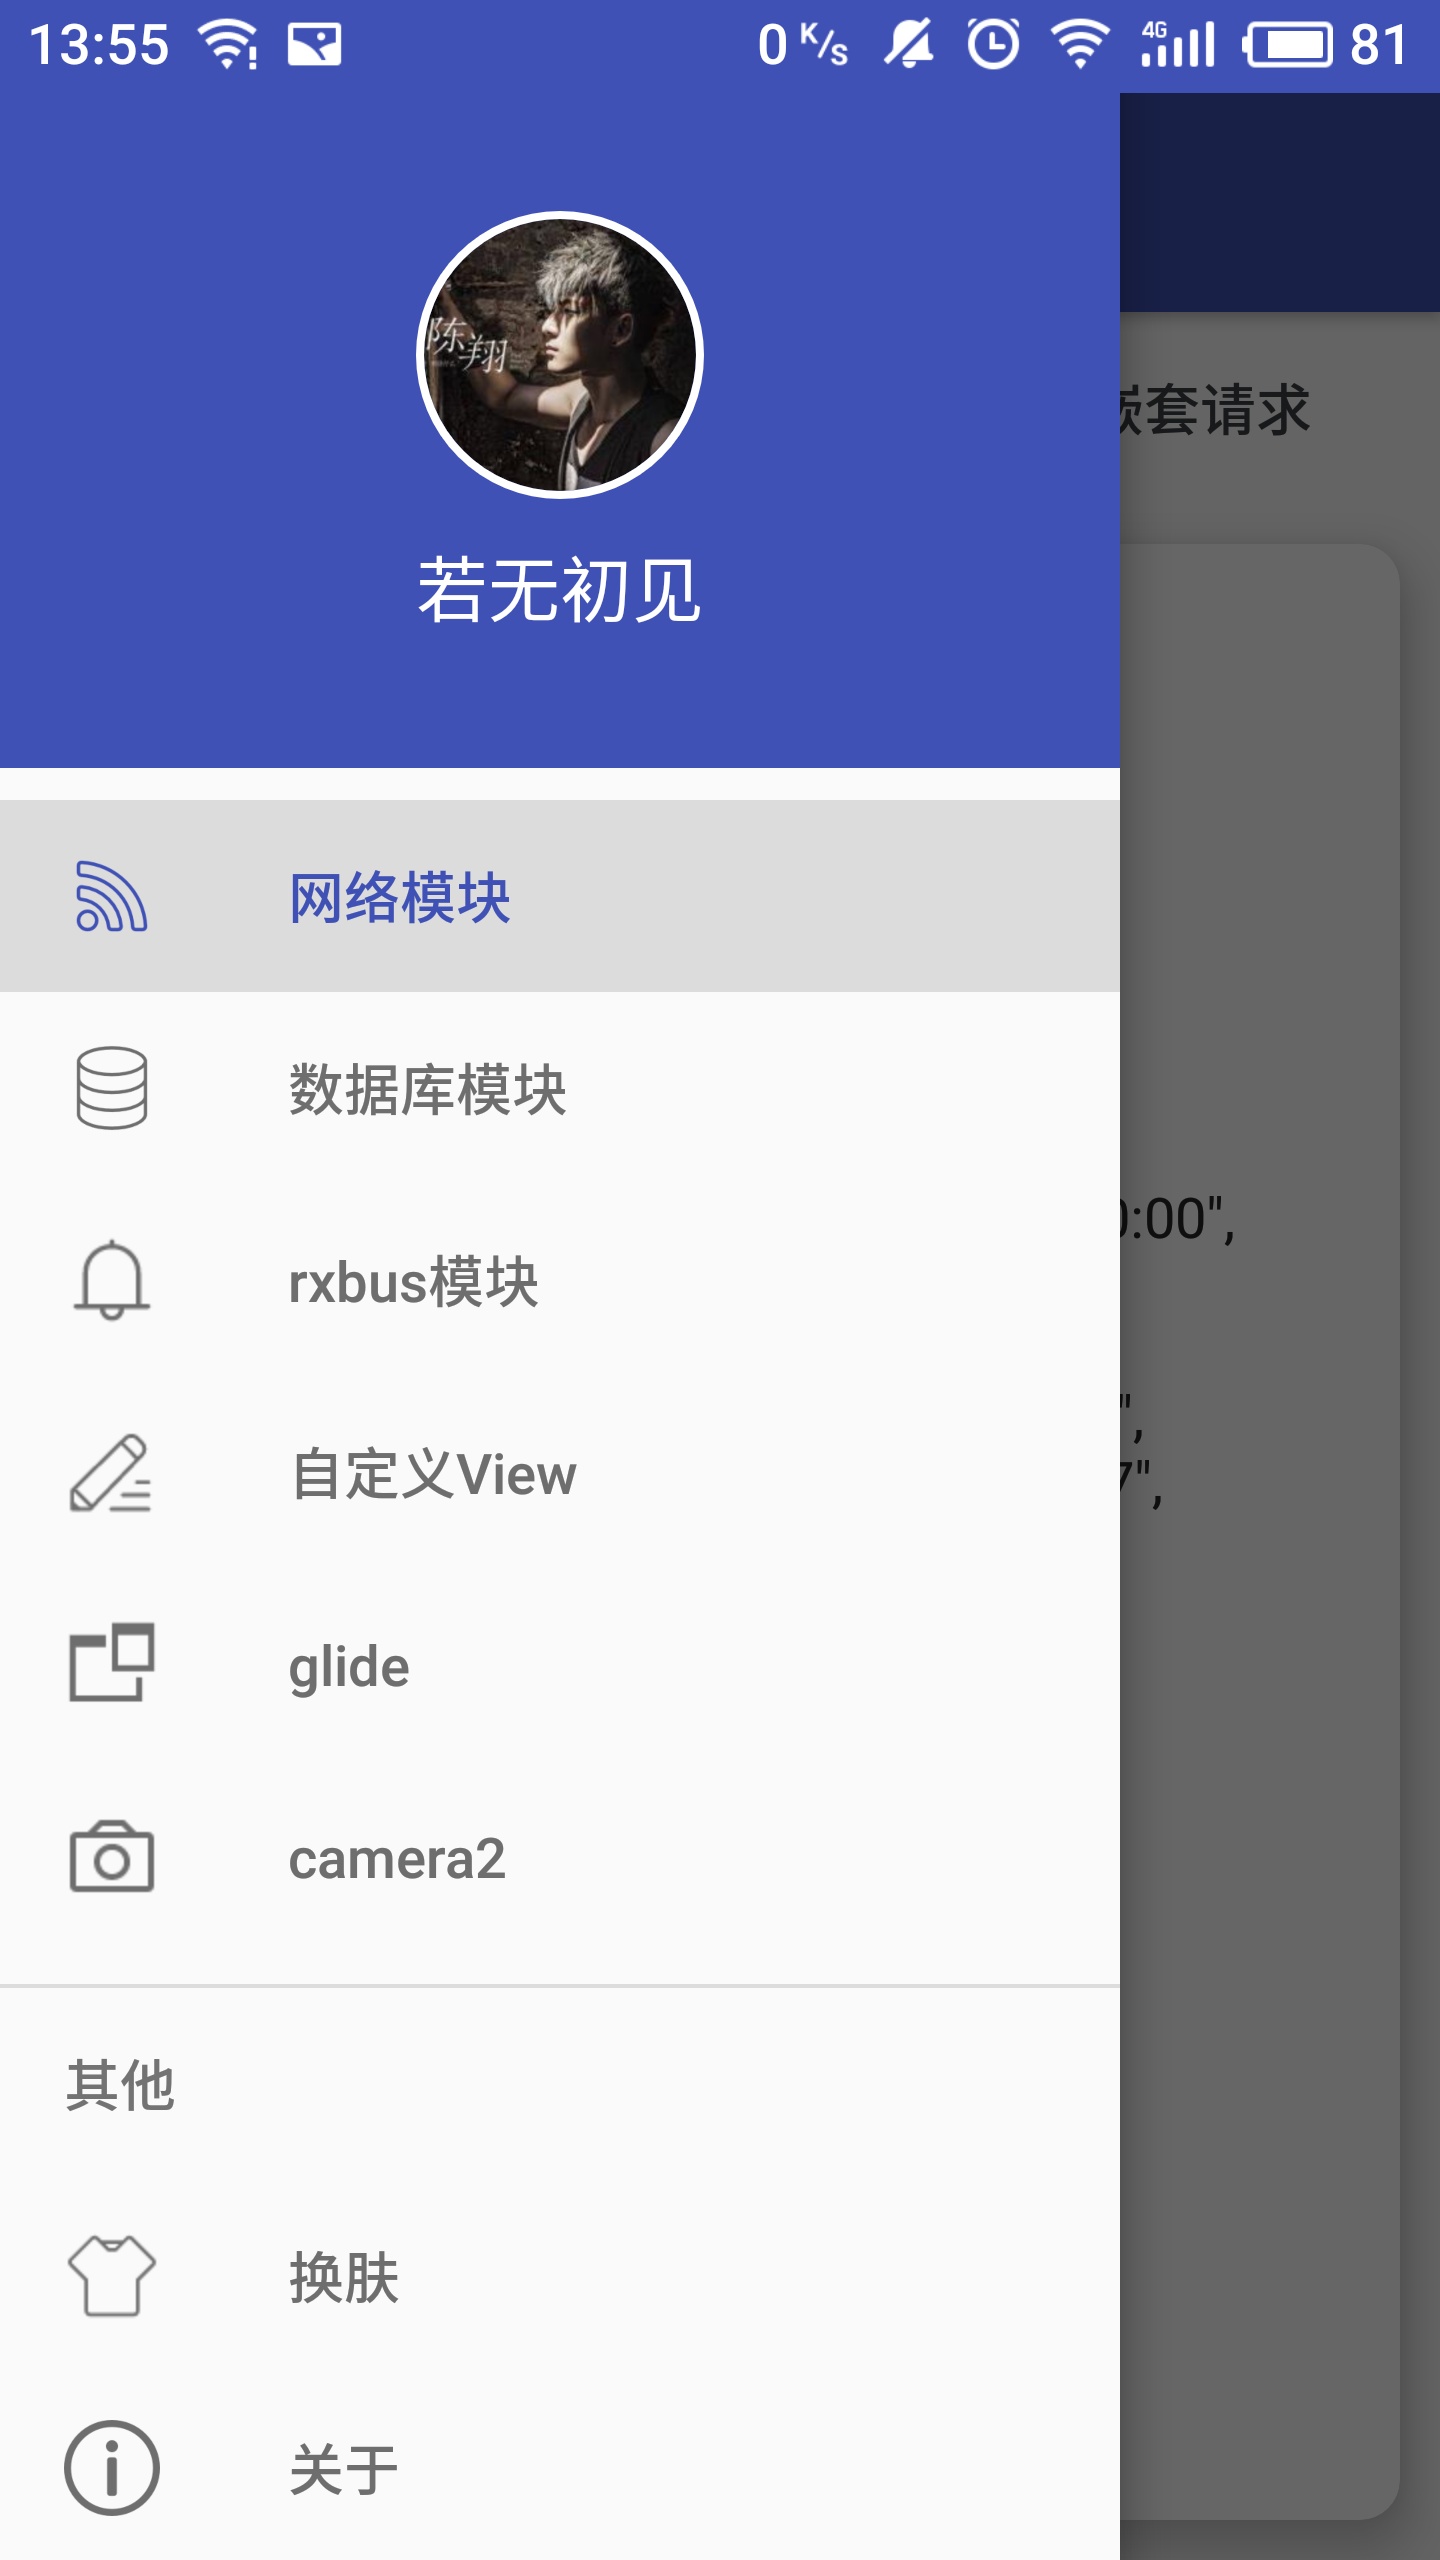 13:55
0 K/s 4G 81
陈翔
若无初见
套请求
网络模块
数据库模块
rxbus模块
:00",
自定义View
",
7",
glide
camera2
其他
换肤
关于